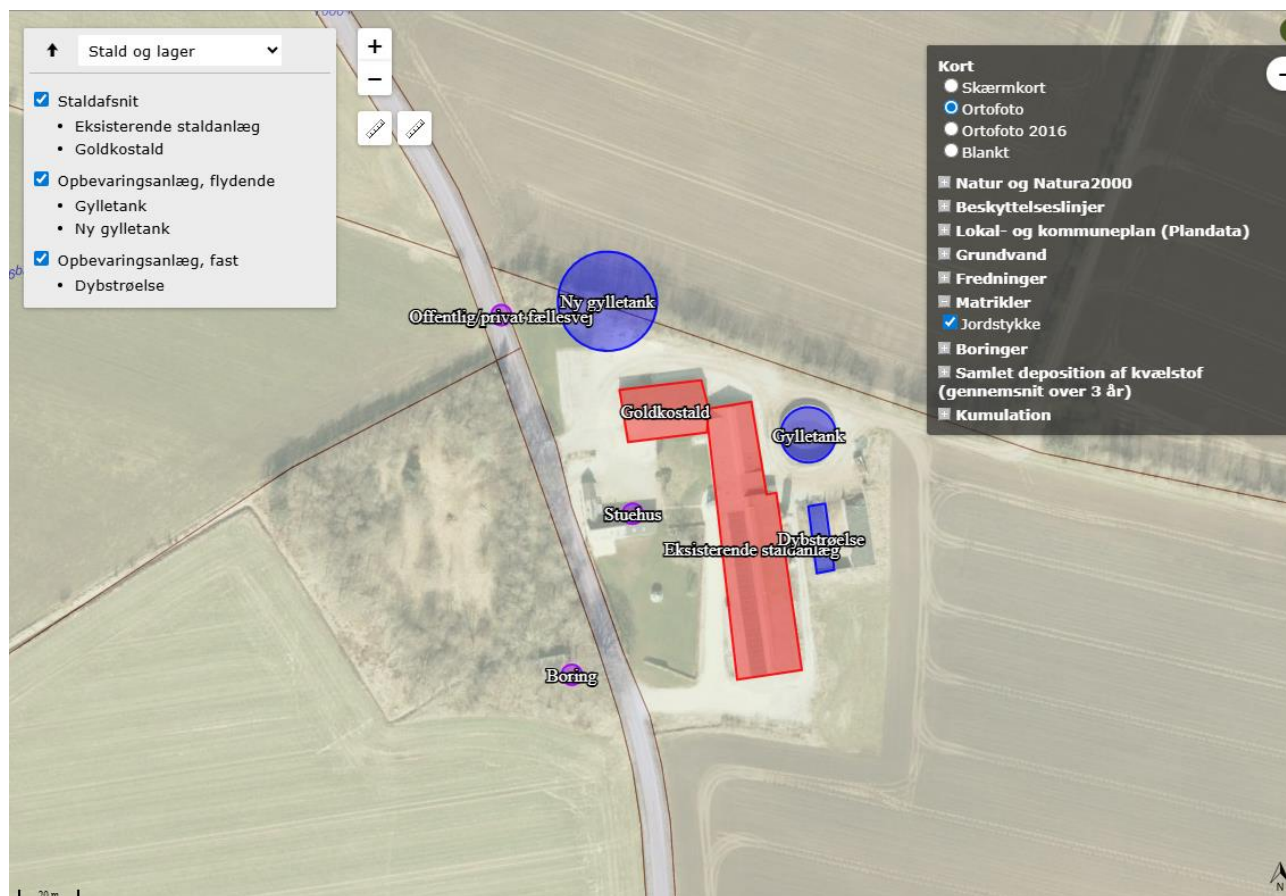 Stald og lager
Staldafsnit
• Eksisterende staldanlæg
• Goldkostald
Opbevaringsanlæg, flydende
• Gylletank
• Ny gylletank
Opbevaringsanlæg, fast
• Dybstrøelse
+
−
Kort
Skærmkort
Ortofoto
Ortofoto 2016
Blankt
Natur og Natura2000
Beskyttelseslinjer
Lokal- og kommuneplan (Plandata)
Grundvand
Fredninger
Matrikler
Jordstykke
Boringer
Samlet deposition af kvælstof
(gennemsnit over 3 år)
Kumulation
Ny gylletank
Offentlig/privat-fællesvej
Goldkostald
Gylletank
Stuehus
Dybstrøelse
Eksisterende staldanlæg
Boring
20 m